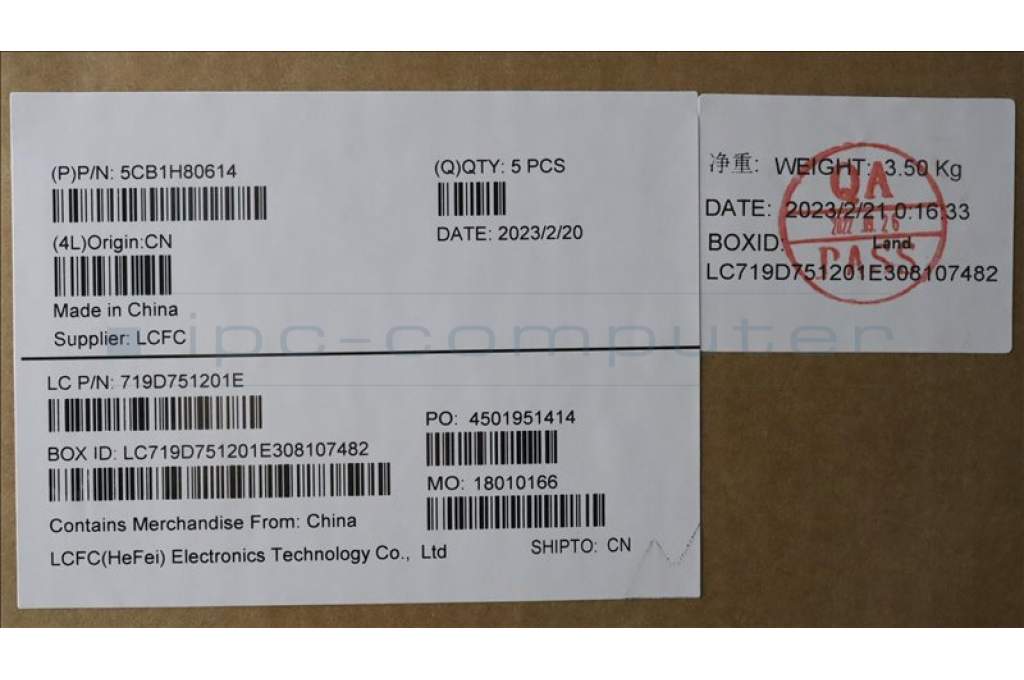 (P)P/N: 5CB1H80614
(Q)QTY: 5 PCS
(4L)Origin:CN
DATE: 2023/2/20
Made in China
Supplier: LCFC
LC P/N: 719D751201E
PO: 4501951414
BOX ID: LC719D751201E308107482
MO: 18010166
Contains Merchandise From: China
LCFC(HeFei) Electronics Technology Co., Ltd
SHIPTO: CN
净重: WEIGHT: 3.50 Kg
DATE: 2023/2/21 0:16:33
BOXID: Land
LC719D751201E308107482
QA
PASS
ipc-computer